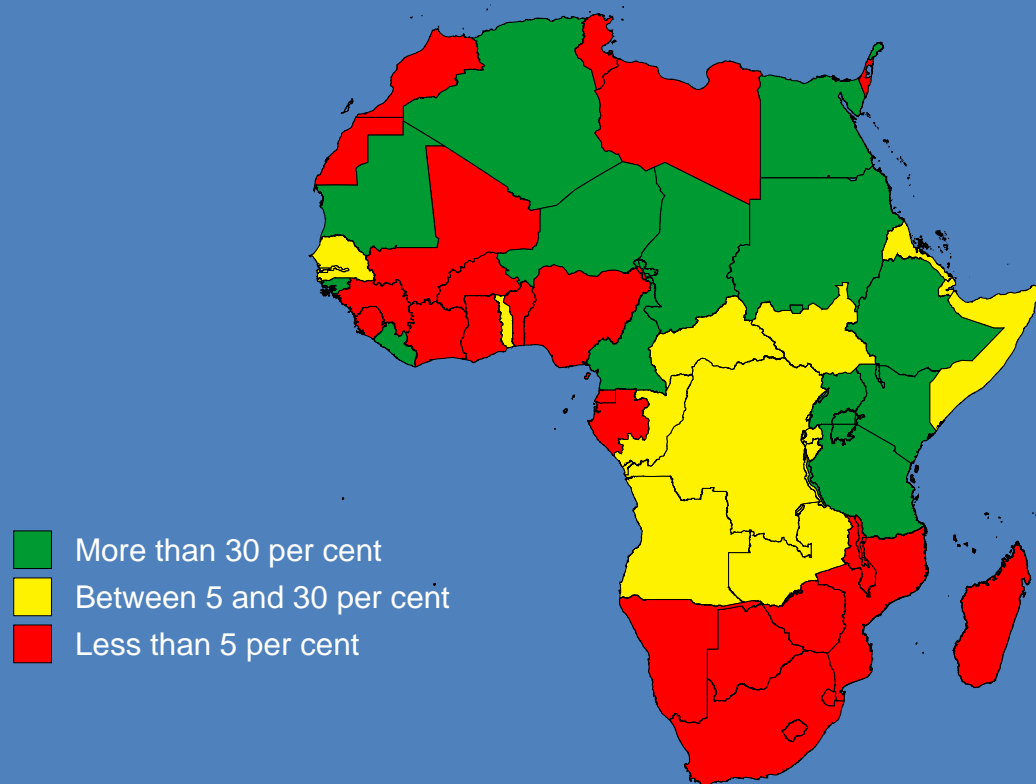 More than 30 per cent
Between 5 and 30 per cent
Less than 5 per cent